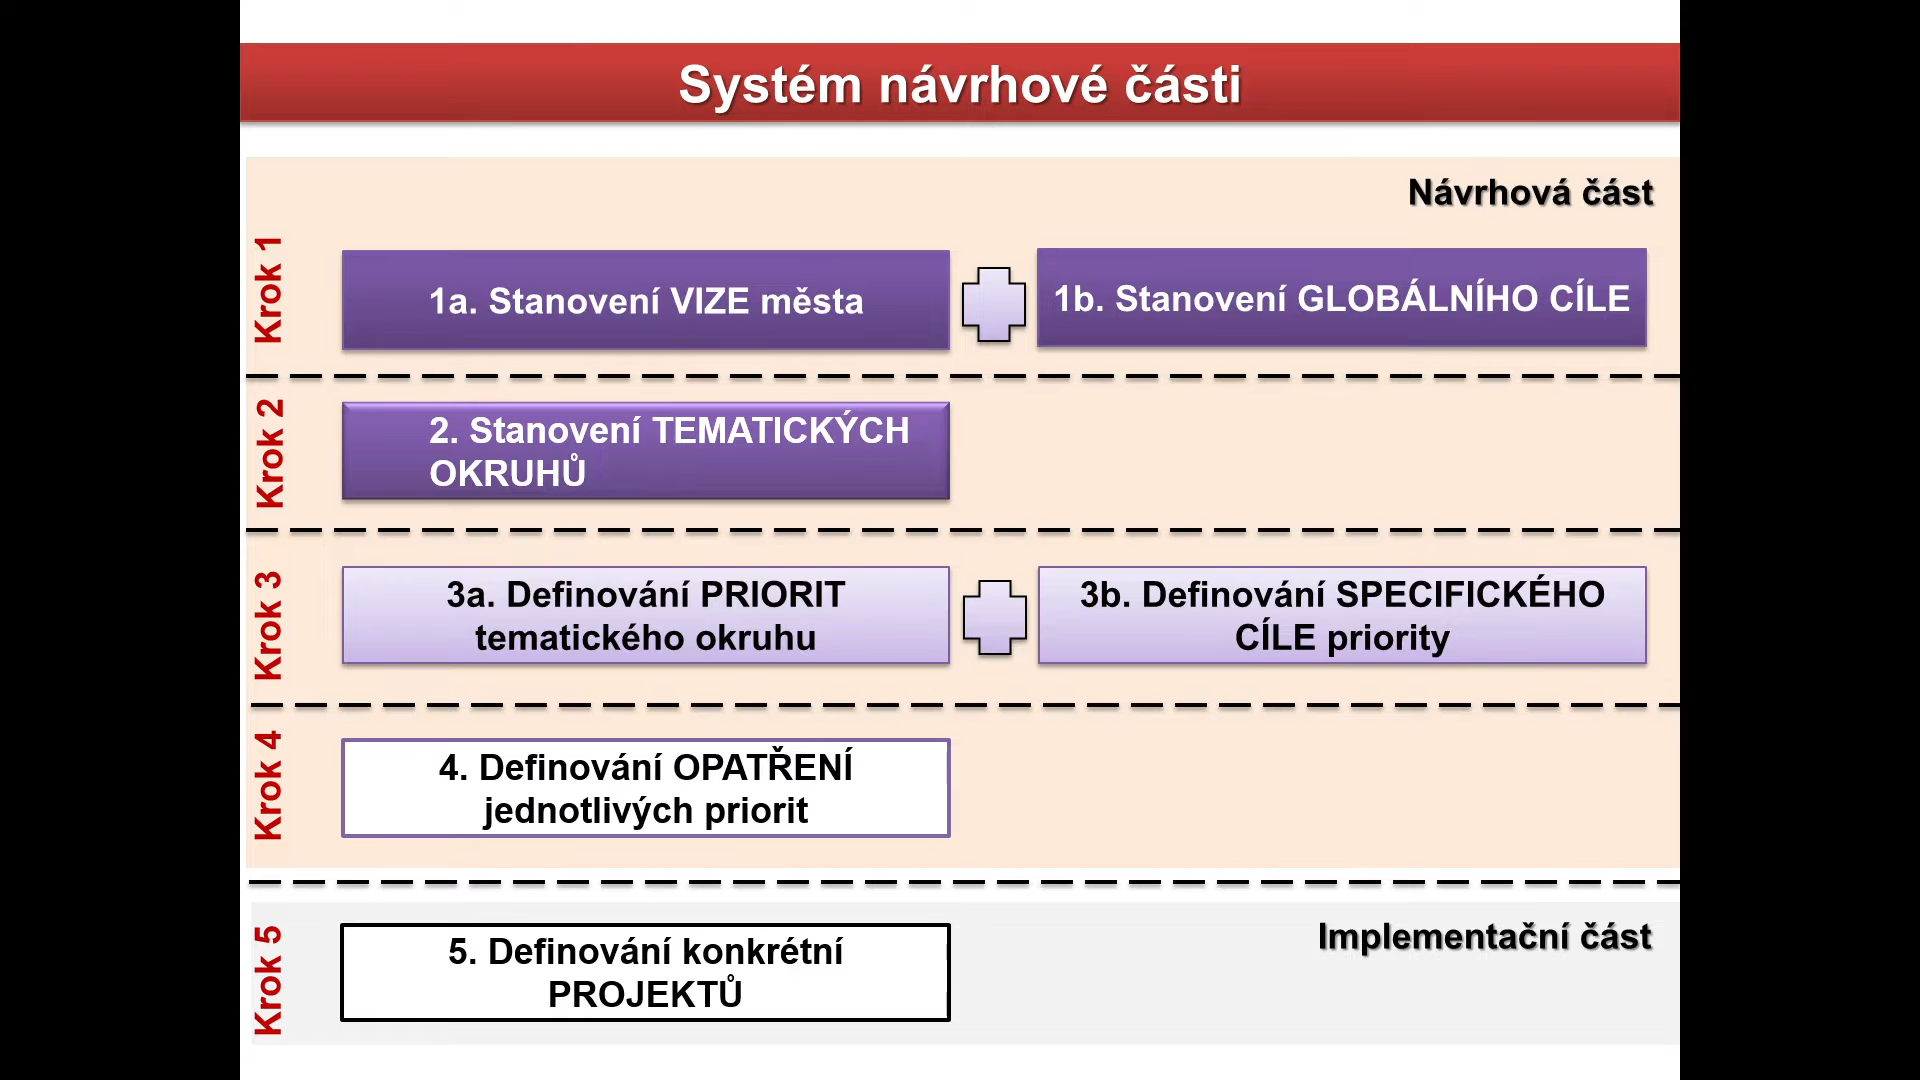 Systém návrhové části
Návrhová část
Krok 1
1a. Stanovení VIZE města
1b. Stanovení GLOBÁLNÍHO CÍLE
Krok 2
2. Stanovení TEMATICKÝCH
OKRUHŮ
Krok 3
3a. Definování PRIORIT
tematického okruhu
3b. Definování SPECIFICKÉHO
CÍLE priority
Krok 4
4. Definování OPATŘENÍ
jednotlivých priorit
Krok 5
5. Definování konkrétní
PROJEKTŮ
Implementační část